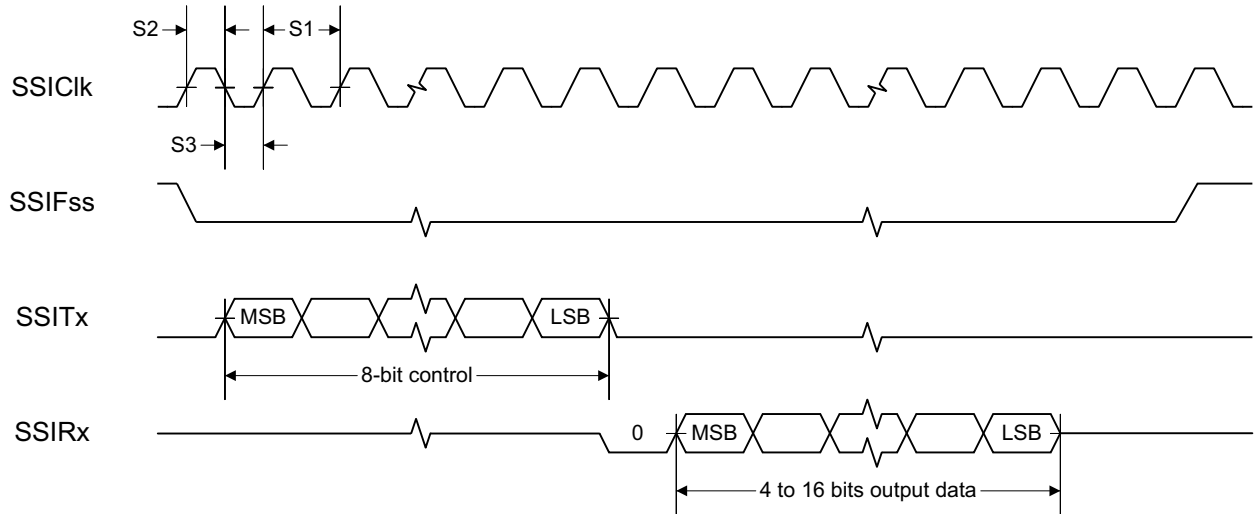 S2
S1
SSIClk
S3
SSIFss
SSITx
MSB
LSB
8-bit control
SSIRx
0
MSB
LSB
4 to 16 bits output data